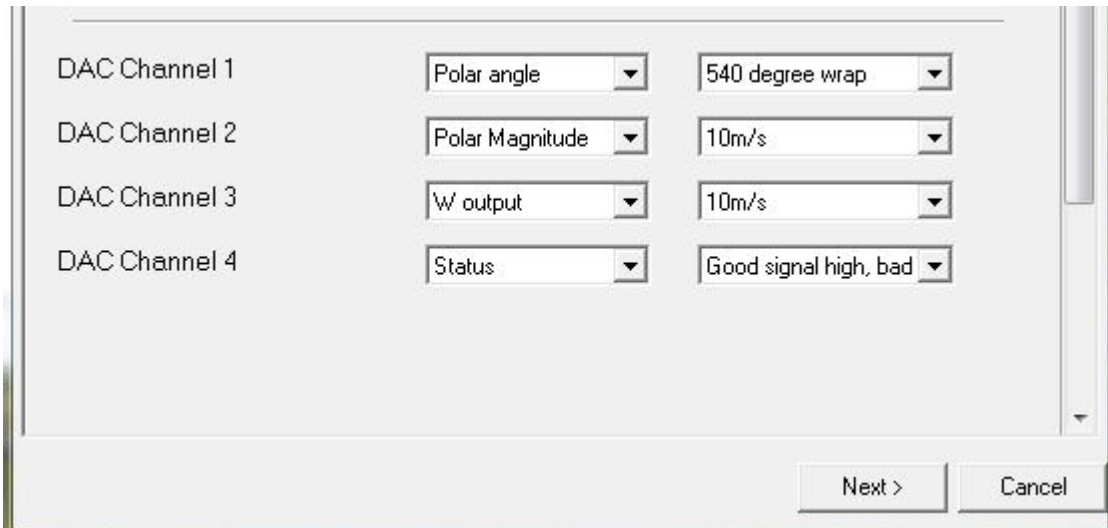 DAC Channel 1 Polar angle 540 degree wrap
DAC Channel 2 Polar Magnitude 10m/s
DAC Channel 3 W output 10m/s
DAC Channel 4 Status Good signal high, bad
Next > Cancel